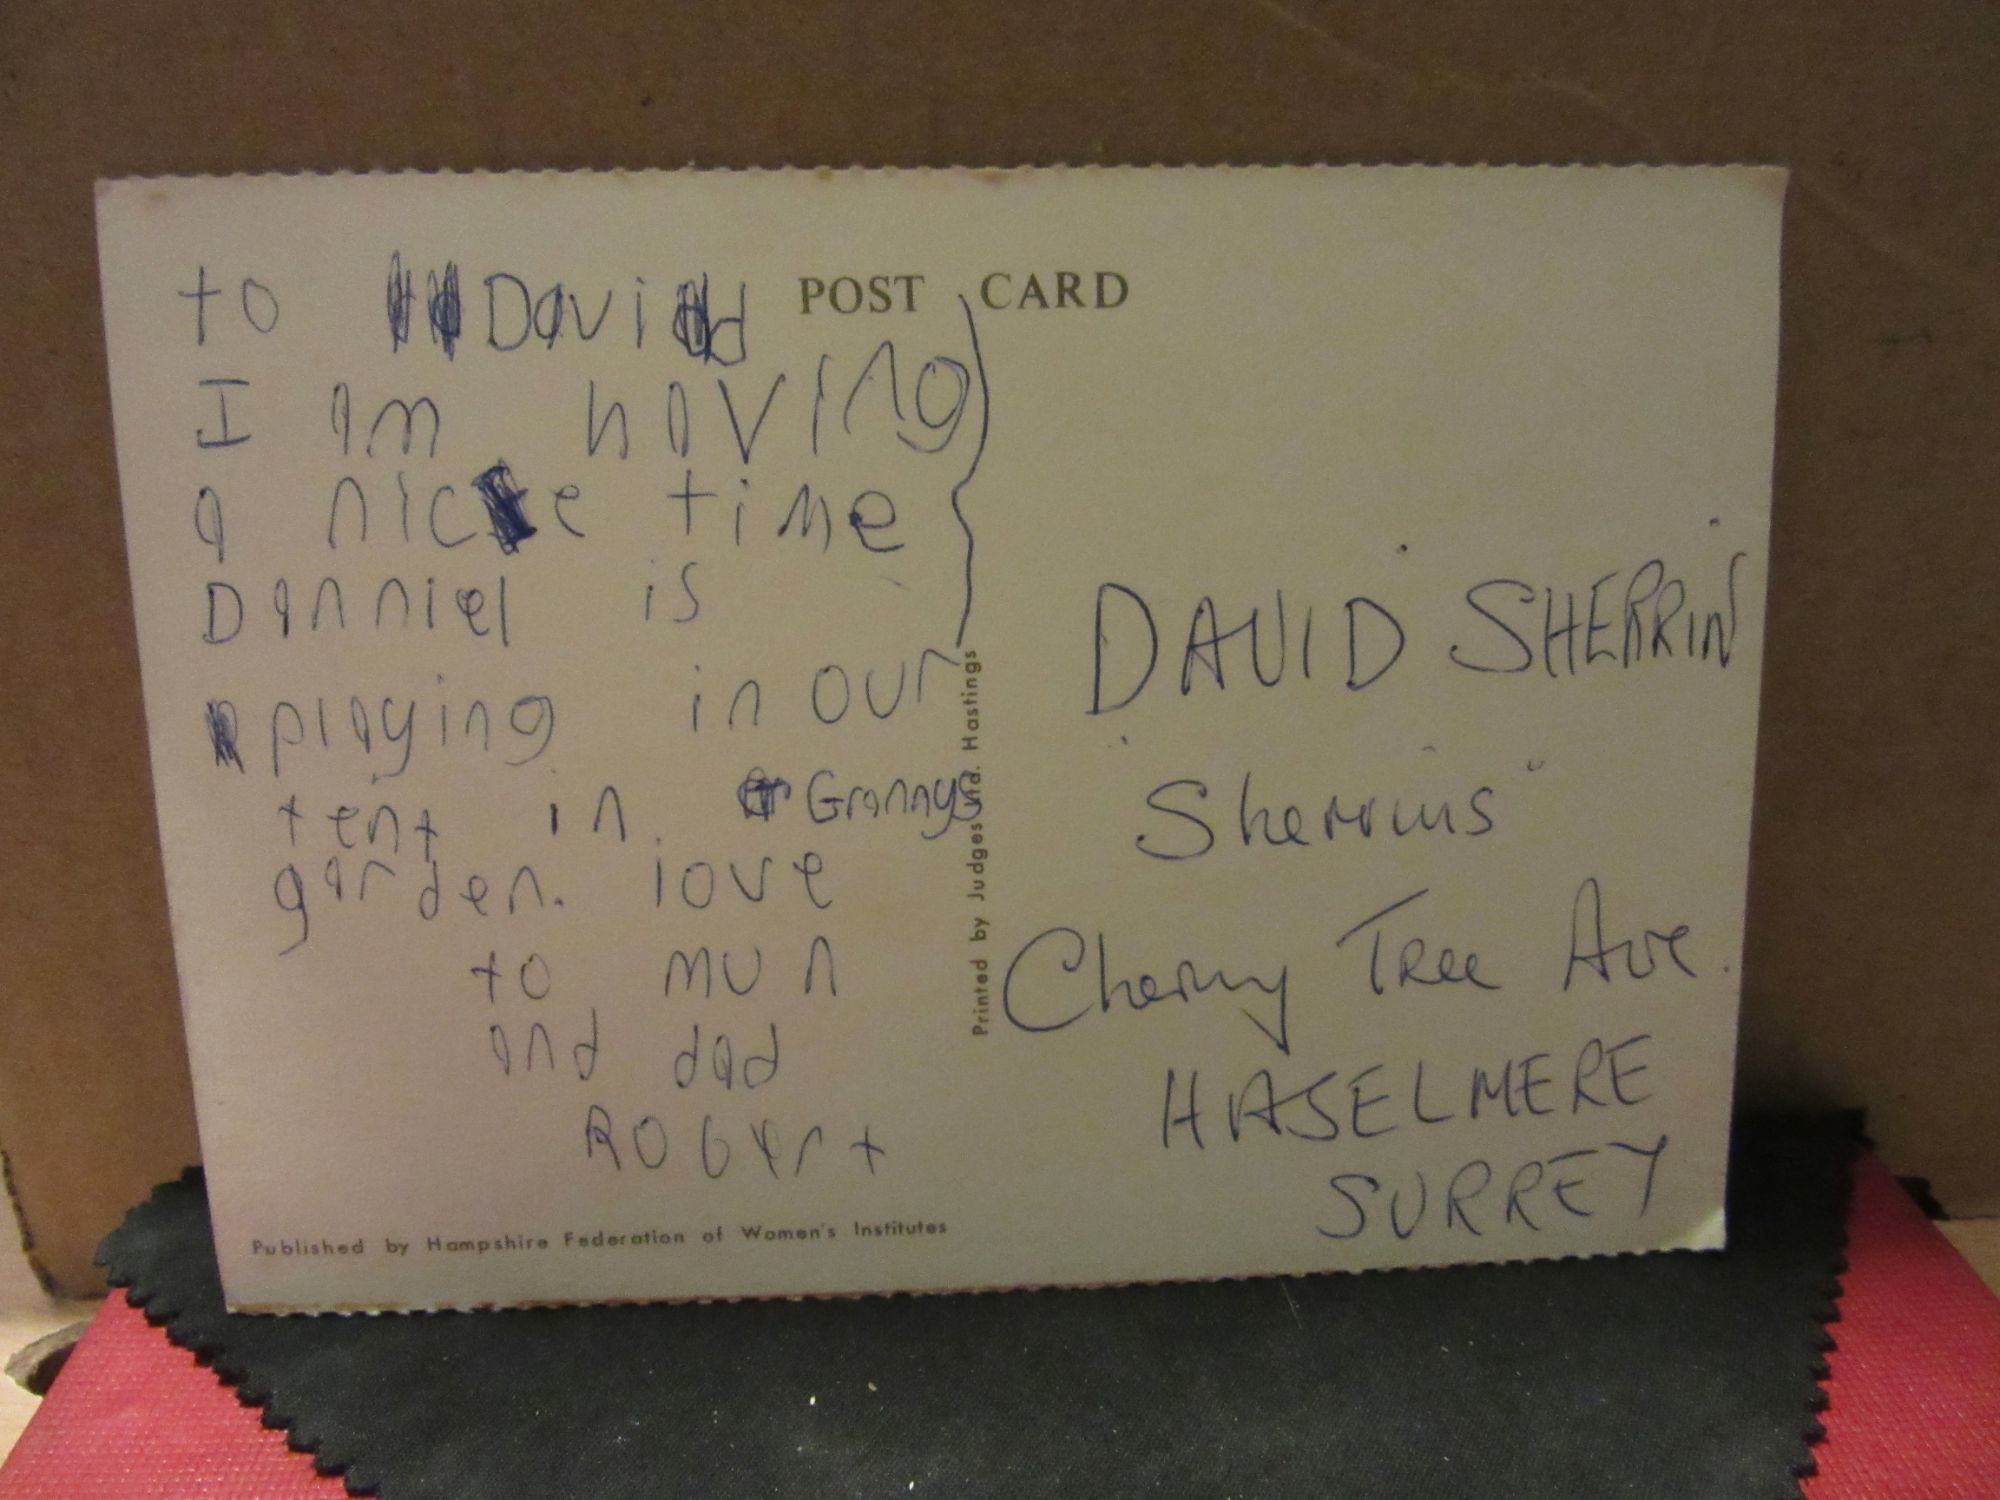 POST CARD
to David
I am having
a nice time
Danniel is
playing in our
tent in Grannys
garden. love
to mun
and dad
Robert
Published by Hampshire Federation of Women's Institutes
Printed by Judges Ltd. Hastings
DAVID SHERRIN
"Sherrins"
Cherry Tree Ave.
HASELMERE
SURREY